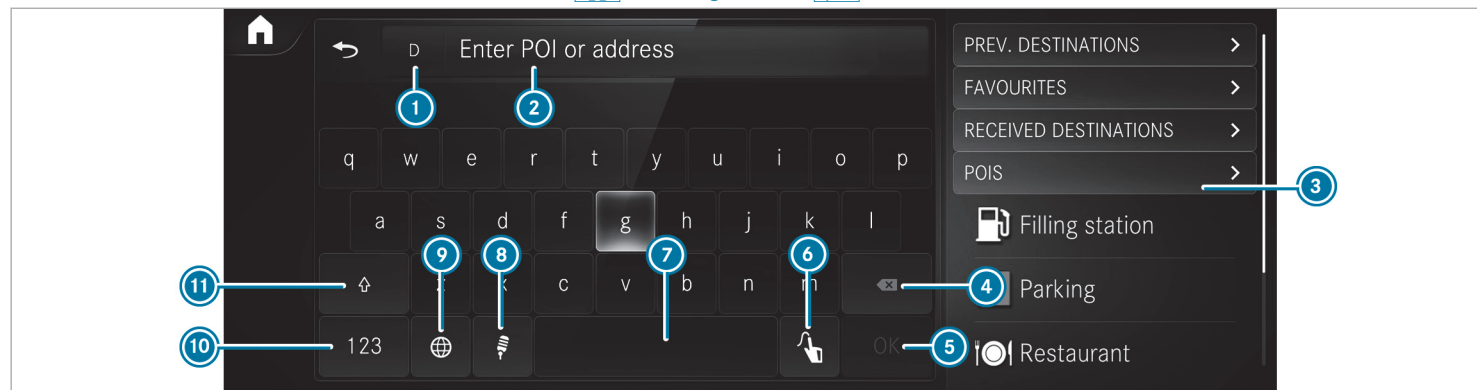 D Enter POI or address
1 2
q w e r t y u i o p
a s d f g h j k l
9 8 7 6
11 z x c v b n m 4
10 123 OK 5
PREV. DESTINATIONS
FAVOURITES
RECEIVED DESTINATIONS
POIS
3
Filling station
Parking
Restaurant